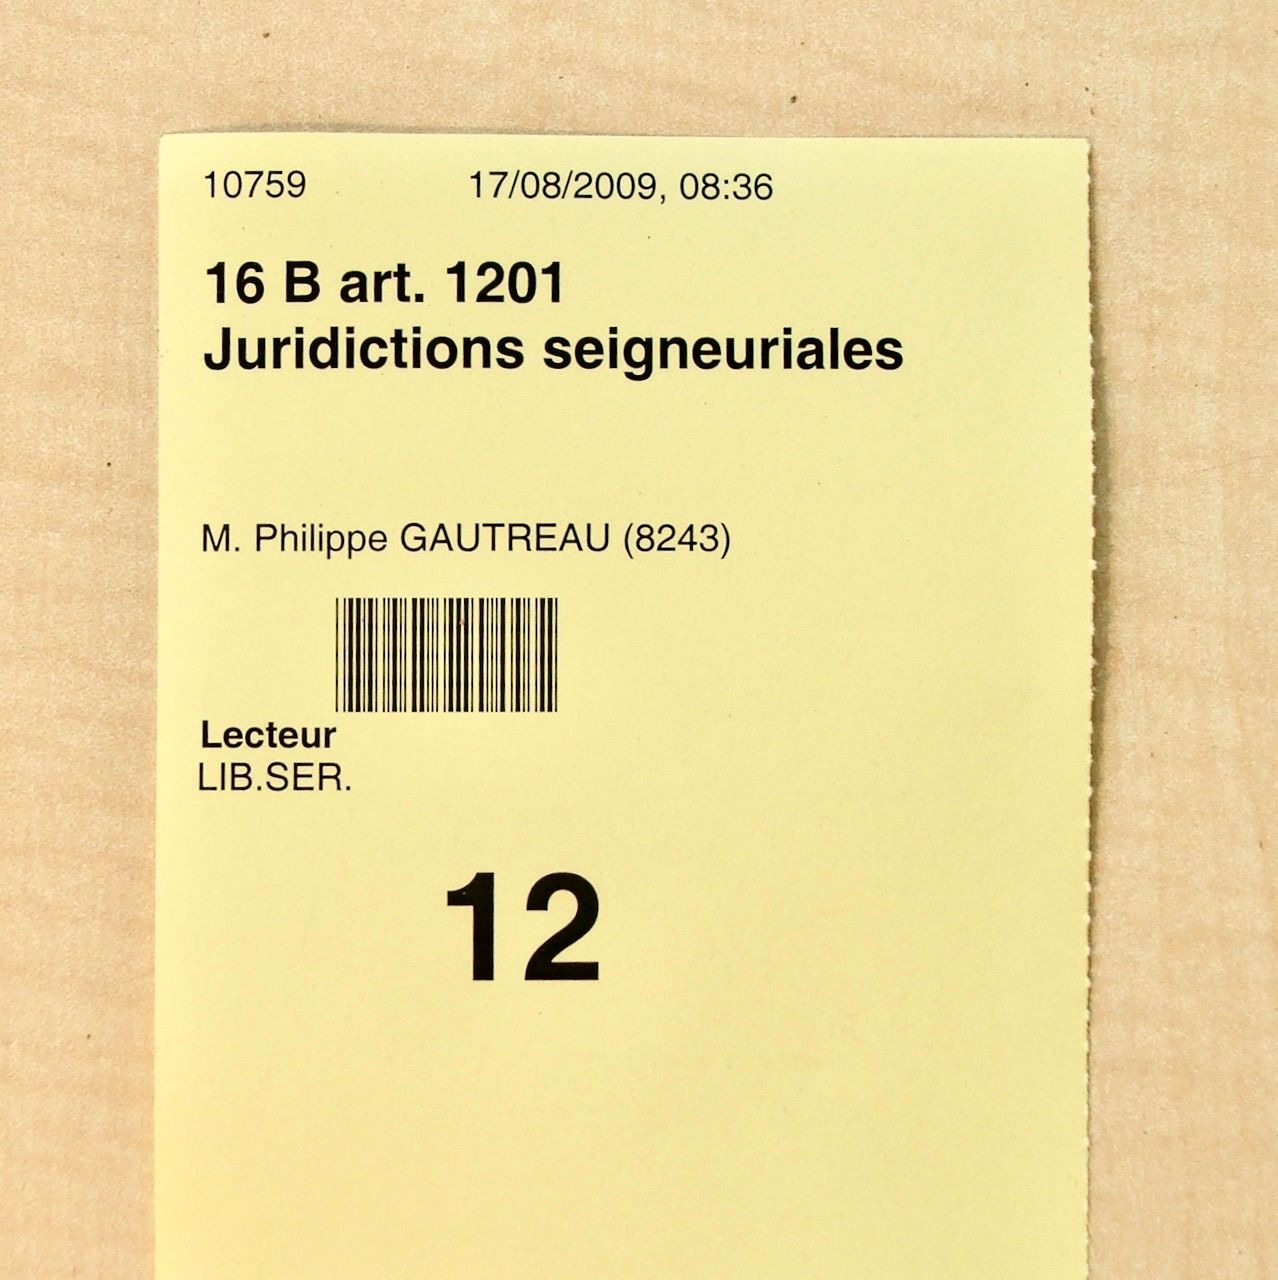 10759 17/08/2009, 08:36
16 B art. 1201
Juridictions seigneuriales
M. Philippe GAUTREAU (8243)
Lecteur
LIB.SER.
12